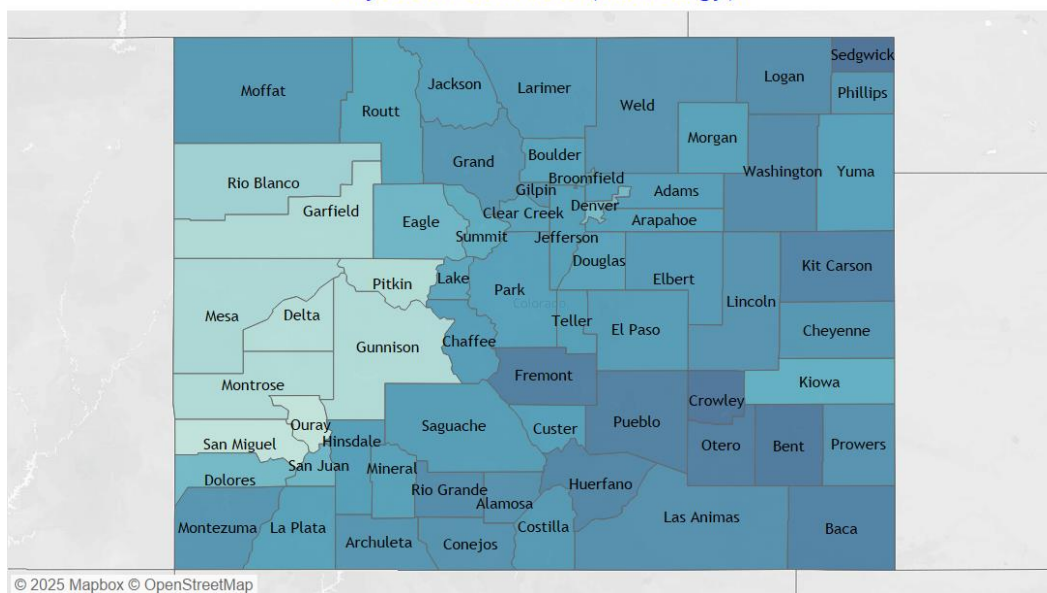 Sedgwick
Logan
Phillips
Moffat
Jackson
Larimer
Weld
Routt
Morgan
Grand
Boulder
Washington
Yuma
Rio Blanco
Broomfield
Gilpin
Adams
Garfield
Denver
Eagle
Clear Creek
Arapahoe
Summit
Jefferson
Douglas
Kit Carson
Pitkin
Lake
Elbert
Park
Lincoln
Colorado
Mesa
Delta
Teller
El Paso
Cheyenne
Gunnison
Chaffee
Fremont
Kiowa
Montrose
Crowley
Pueblo
Ouray
Saguache
Custer
San Miguel
Hinsdale
Otero
Bent
Prowers
San Juan
Mineral
Dolores
Huerfano
Rio Grande
Alamosa
Las Animas
Montezuma
La Plata
Costilla
Baca
Archuleta
Conejos
© 2025 Mapbox © OpenStreetMap